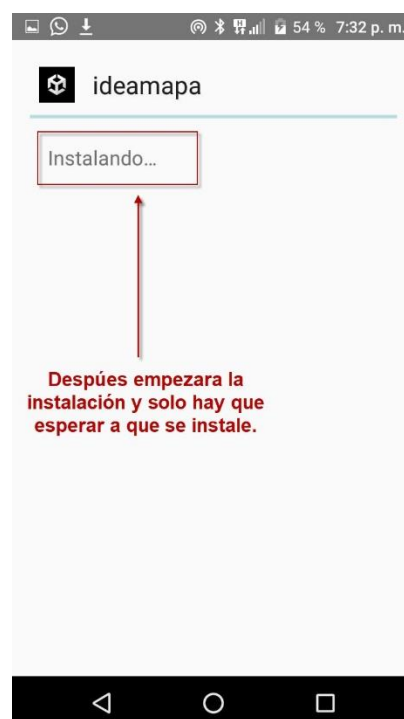 54 % 7:32 p. m.
ideamapa
Instalando...
Despúes empezara la
instalación y solo hay que
esperar a que se instale.